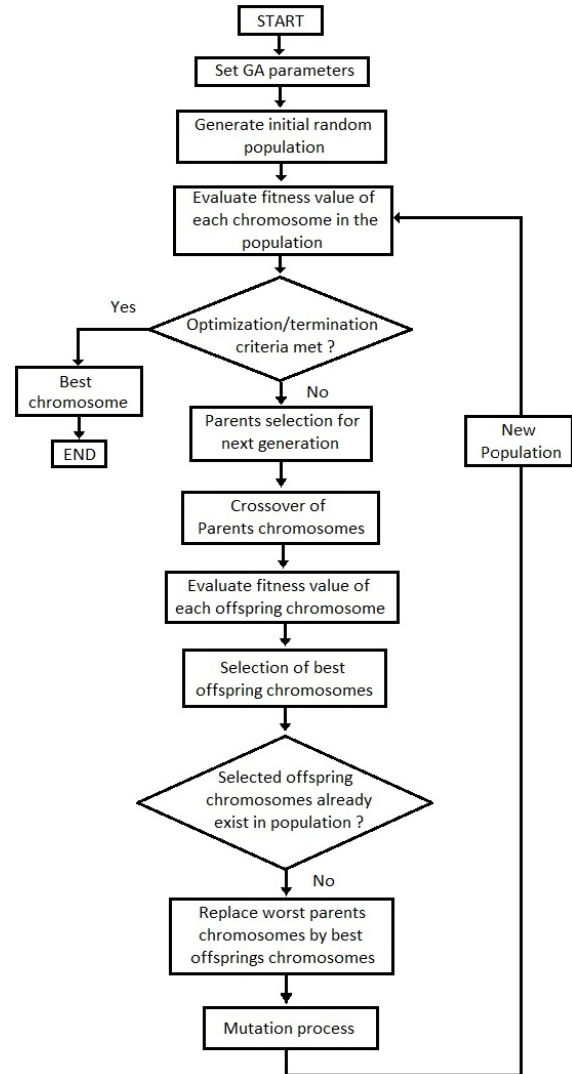 START
Set GA parameters
Generate initial random
population
Evaluate fitness value of
each chromosome in the
population
Yes
Optimization/termination
criteria met ?
Best
chromosome
No
END
Parents selection for
next generation
New
Population
Crossover of
Parents chromosomes
Evaluate fitness value of
each offspring chromosome
Selection of best
offspring chromosomes
Selected offspring
chromosomes already
exist in population ?
No
Replace worst parents
chromosomes by best
offsprings chromosomes
Mutation process